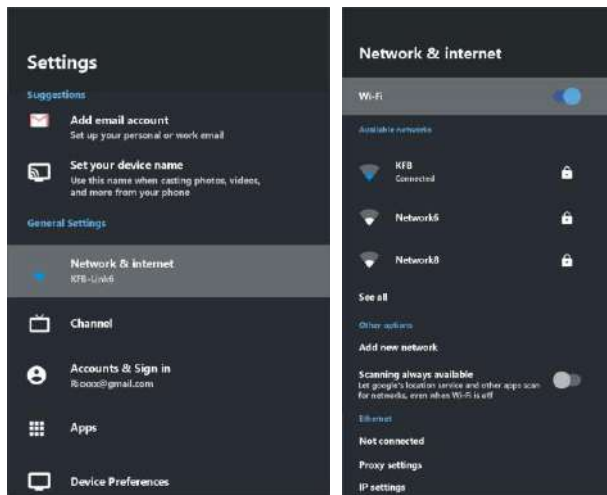 Settings
Suggestions
Add email account
Set up your personal or work email
Set your device name
Use this name when casting photos, videos,
and more from your phone
General Settings
Network & internet
KFB-Link6
Channel
Accounts & Sign in
Apps
Device Preferences
Network & internet
Wi-Fi
Available networks
KFB
Connected
Network6
Network8
See all
Other options
Add new network
Scanning always available
Let google's location service and other apps scan
for networks, even when Wi-Fi is off
Ethernet
Not connected
Proxy settings
IP settings